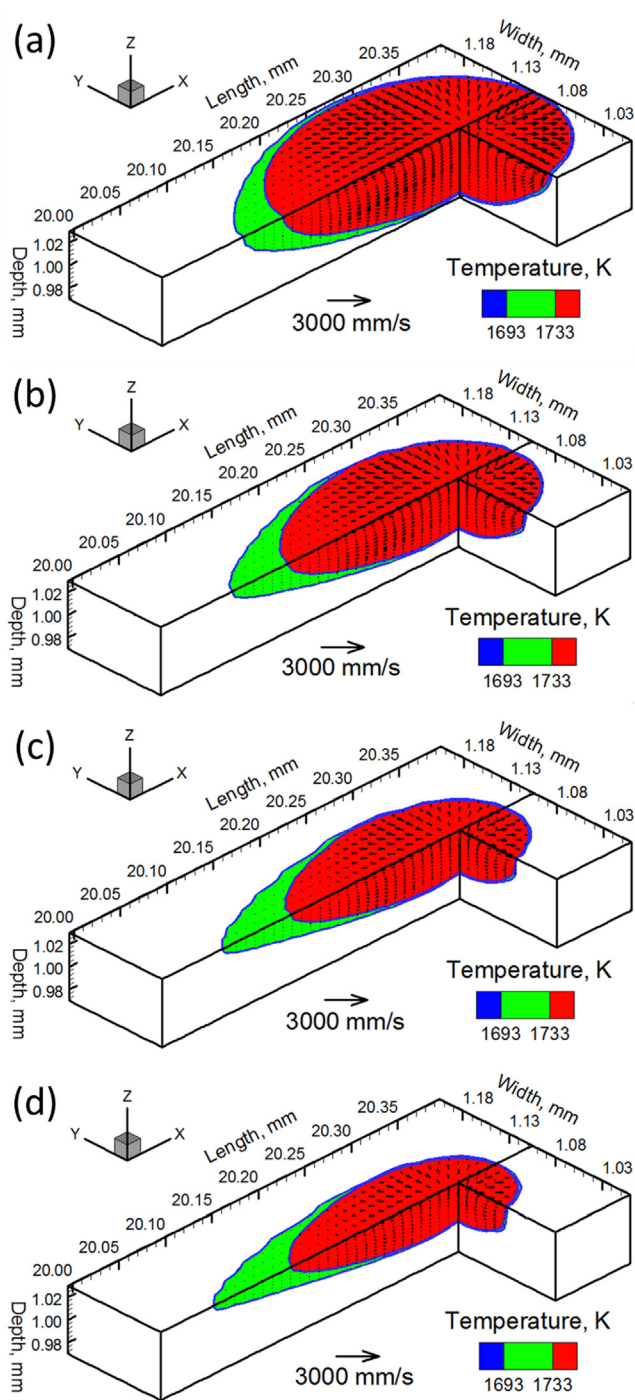 (a)
Z
Y
X
Length, mm
Width, mm
20.00
20.05
20.10
20.15
20.20
20.25
20.30
20.35
1.18
1.13
1.08
1.03
1.02
1.00
0.98
Depth, mm
3000 mm/s
Temperature, K
1693 1733
(b)
Z
Y
X
Length, mm
Width, mm
20.00
20.05
20.10
20.15
20.20
20.25
20.30
20.35
1.18
1.13
1.08
1.03
1.02
1.00
0.98
Depth, mm
3000 mm/s
Temperature, K
1693 1733
(c)
Z
Y
X
Length, mm
Width, mm
20.00
20.05
20.10
20.15
20.20
20.25
20.30
20.35
1.18
1.13
1.08
1.03
1.02
1.00
0.98
Depth, mm
3000 mm/s
Temperature, K
1693 1733
(d)
Z
Y
X
Length, mm
Width, mm
20.00
20.05
20.10
20.15
20.20
20.25
20.30
20.35
1.18
1.13
1.08
1.03
1.02
1.00
0.98
Depth, mm
3000 mm/s
Temperature, K
1693 1733